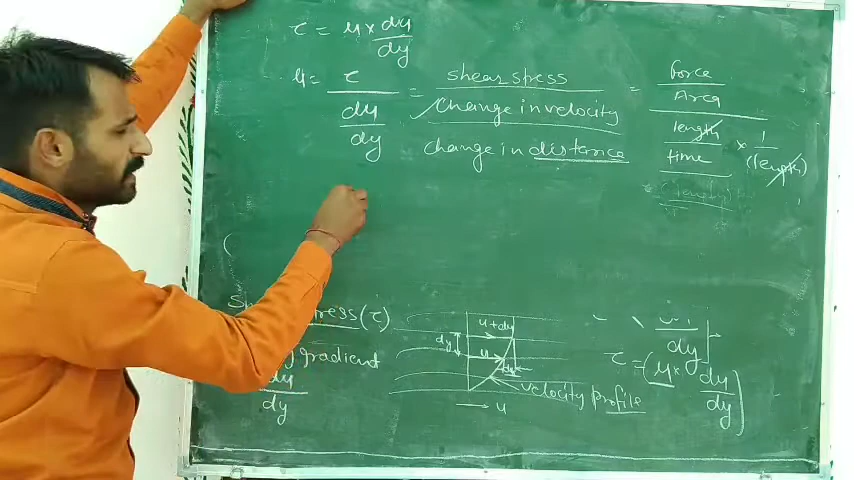 τ = μ × du/dy
μ = τ / (du/dy) = shear stress / (Change in velocity / change in distance) = (force / Area) / (length / time × 1 / (length))
(
τ)
gradient
du/dy
u + du
dy
u
du
velocity profile
→ u
dy
τ = (μ × du/dy)